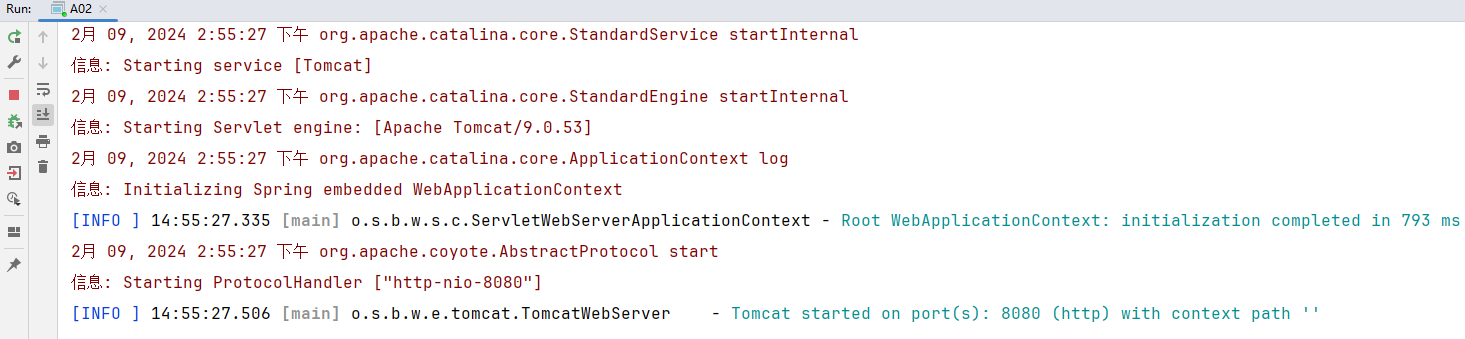 Run: A02
2月 09, 2024 2:55:27 下午 org.apache.catalina.core.StandardService startInternal
信息: Starting service [Tomcat]
2月 09, 2024 2:55:27 下午 org.apache.catalina.core.StandardEngine startInternal
信息: Starting Servlet engine: [Apache Tomcat/9.0.53]
2月 09, 2024 2:55:27 下午 org.apache.catalina.core.ApplicationContext log
信息: Initializing Spring embedded WebApplicationContext
[INFO ] 14:55:27.335 [main] o.s.b.w.s.c.ServletWebServerApplicationContext - Root WebApplicationContext: initialization completed in 793 ms
2月 09, 2024 2:55:27 下午 org.apache.coyote.AbstractProtocol start
信息: Starting ProtocolHandler ["http-nio-8080"]
[INFO ] 14:55:27.506 [main] o.s.b.w.e.tomcat.TomcatWebServer    - Tomcat started on port(s): 8080 (http) with context path ''